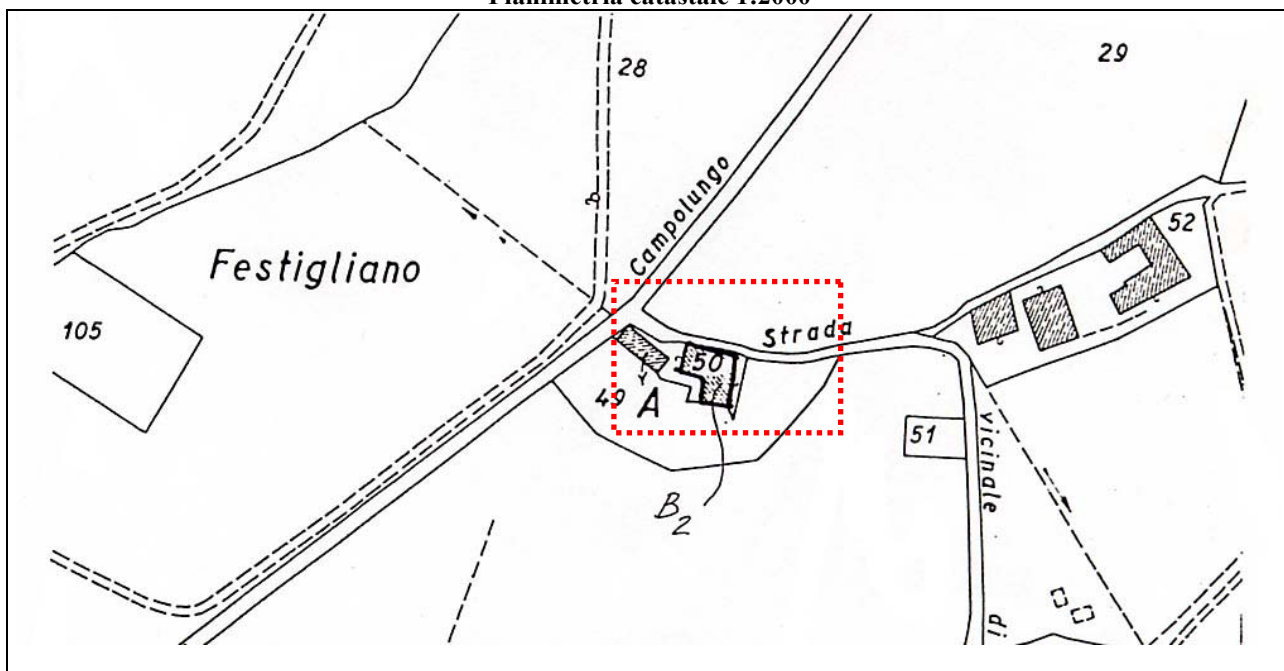 Planimetria catastale 1:2000
28
29
Campolungo
52
Festigliano
105
Strada
50
49
A
51
vicinale
B2
di